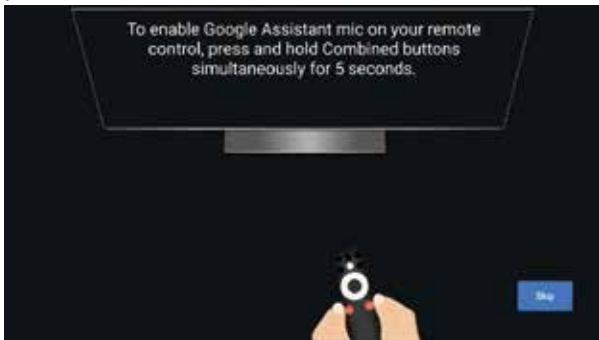 To enable Google Assistant mic on your remote
control, press and hold Combined buttons
simultaneously for 5 seconds.
Skip